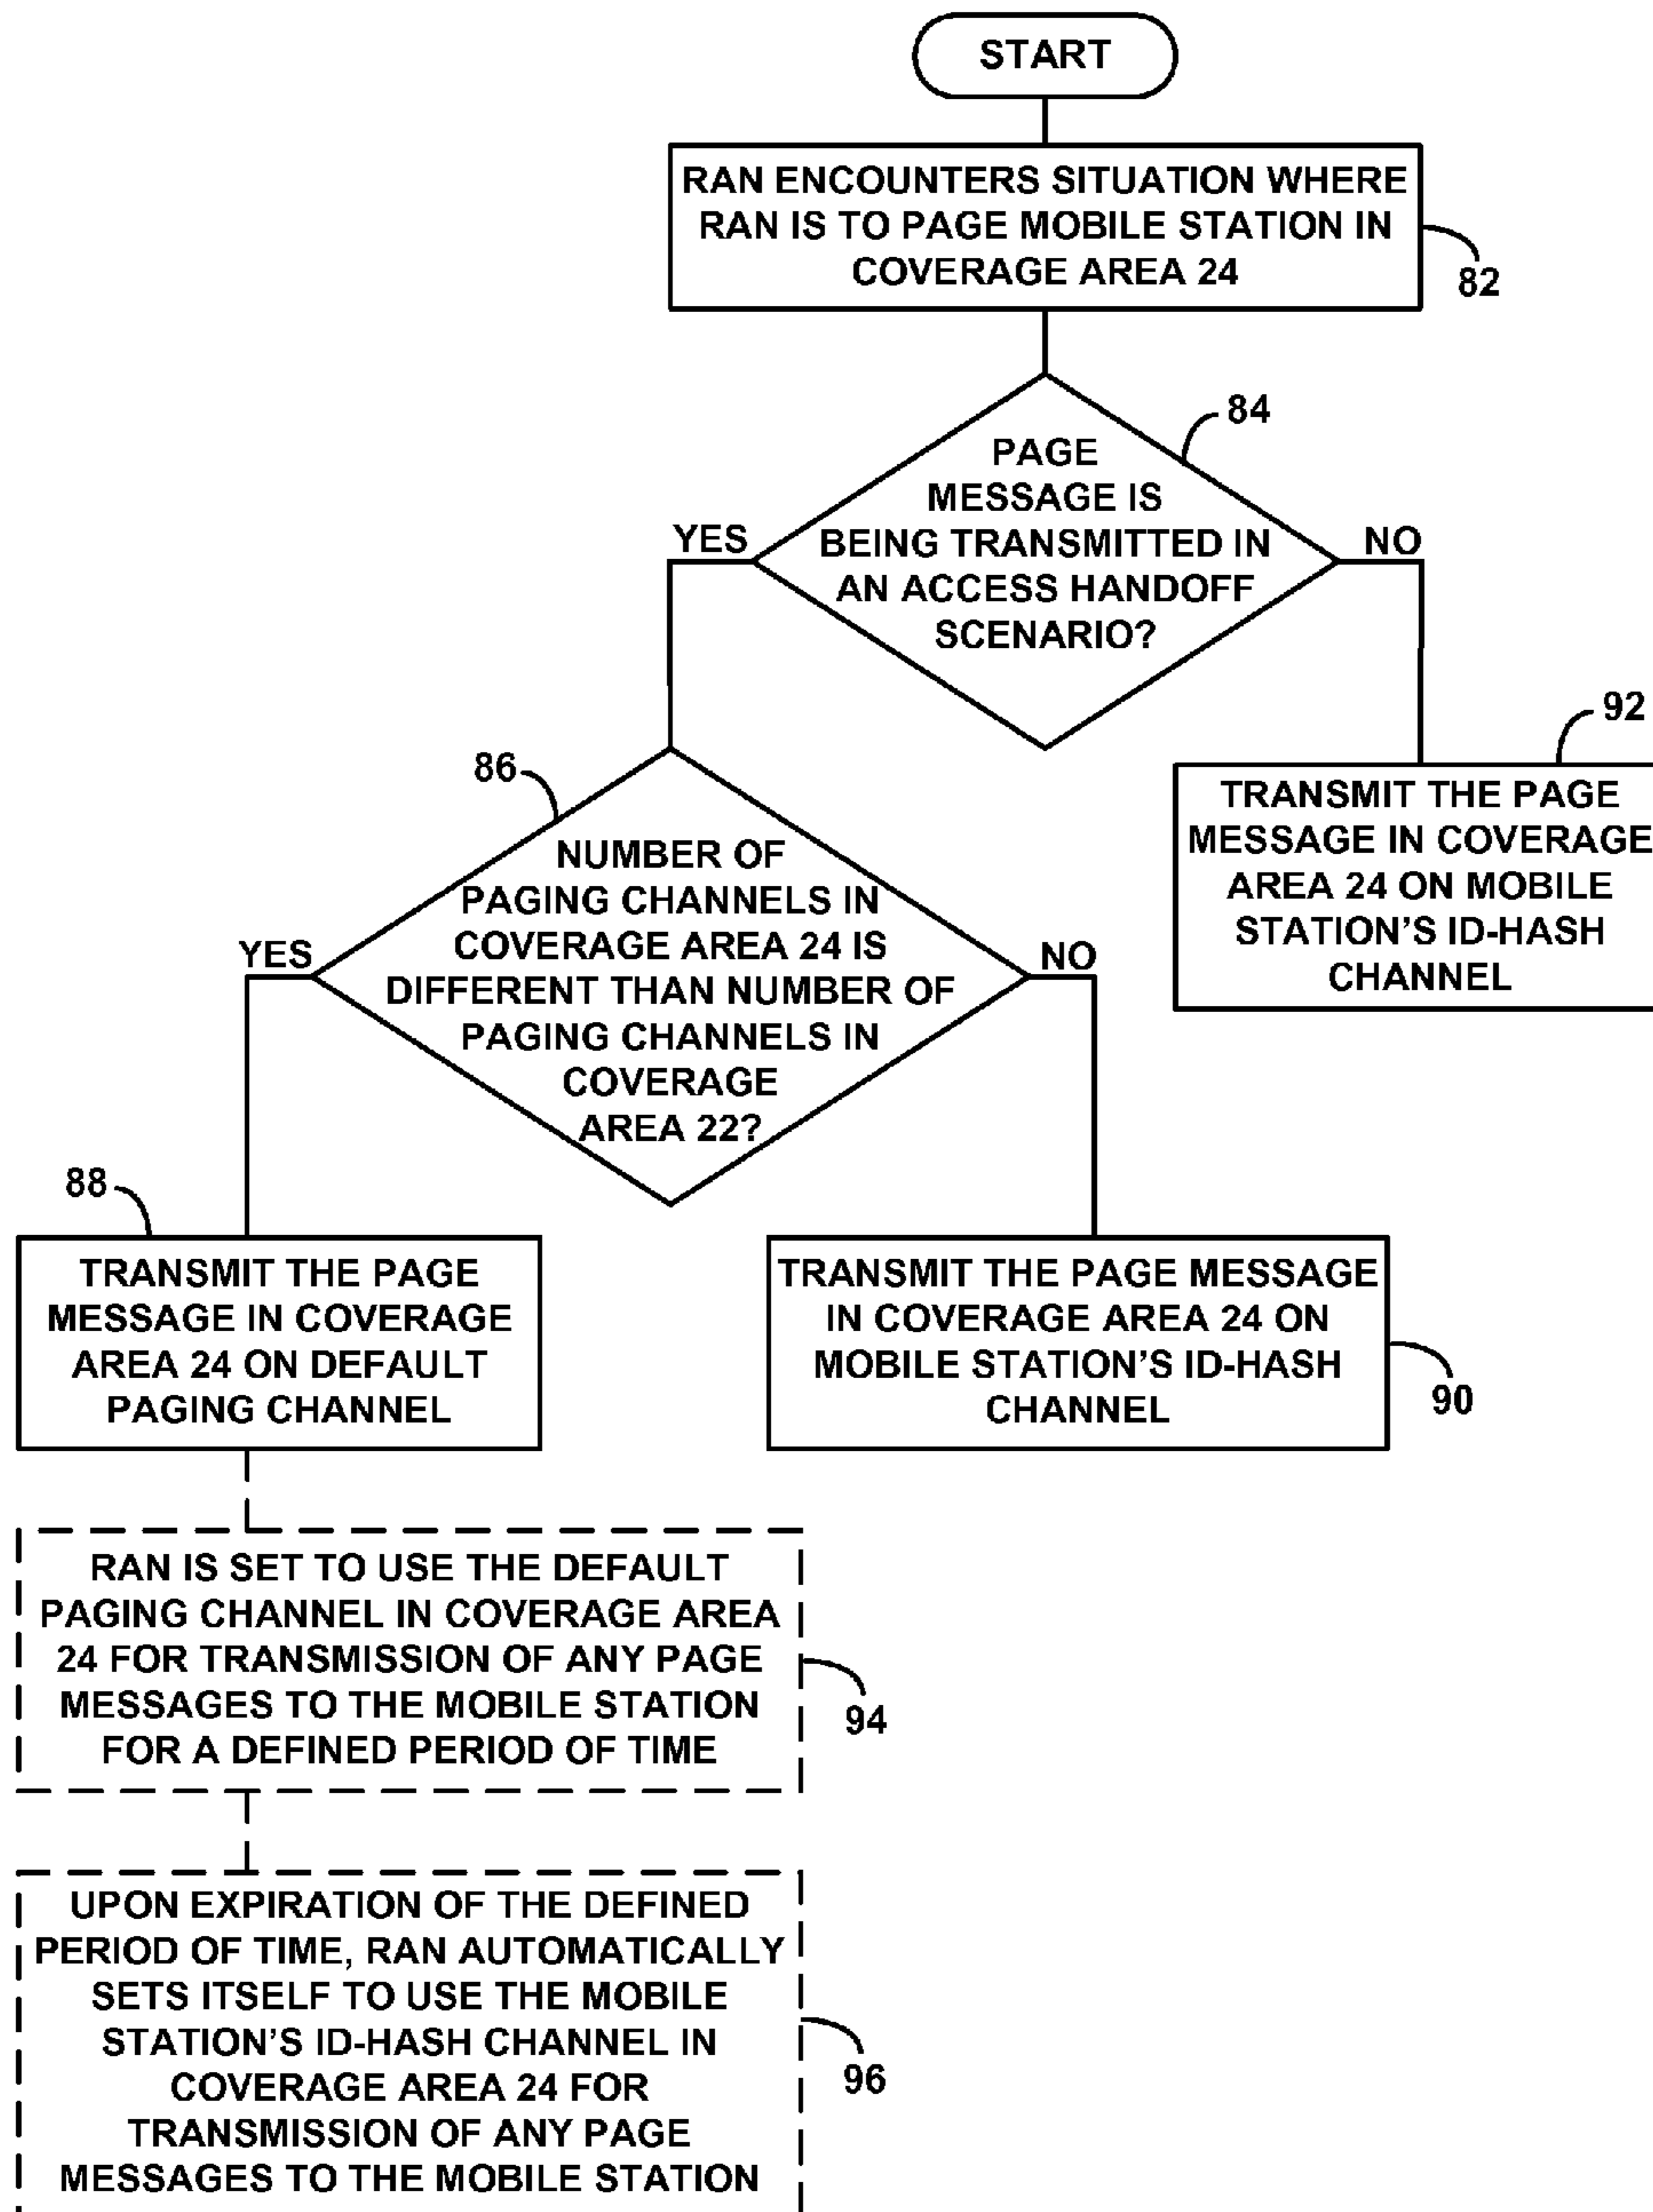 START
RAN ENCOUNTERS SITUATION WHERE
RAN IS TO PAGE MOBILE STATION IN
COVERAGE AREA 24
82
84
PAGE
MESSAGE IS
BEING TRANSMITTED IN
AN ACCESS HANDOFF
SCENARIO?
YES
NO
92
TRANSMIT THE PAGE
MESSAGE IN COVERAGE
AREA 24 ON MOBILE
STATION'S ID-HASH
CHANNEL
86
NUMBER OF
PAGING CHANNELS IN
COVERAGE AREA 24 IS
DIFFERENT THAN NUMBER OF
PAGING CHANNELS IN
COVERAGE
AREA 22?
YES
NO
88
TRANSMIT THE PAGE
MESSAGE IN COVERAGE
AREA 24 ON DEFAULT
PAGING CHANNEL
TRANSMIT THE PAGE MESSAGE
IN COVERAGE AREA 24 ON
MOBILE STATION'S ID-HASH
CHANNEL
90
RAN IS SET TO USE THE DEFAULT
PAGING CHANNEL IN COVERAGE AREA
24 FOR TRANSMISSION OF ANY PAGE
MESSAGES TO THE MOBILE STATION
FOR A DEFINED PERIOD OF TIME
94
UPON EXPIRATION OF THE DEFINED
PERIOD OF TIME, RAN AUTOMATICALLY
SETS ITSELF TO USE THE MOBILE
STATION'S ID-HASH CHANNEL IN
COVERAGE AREA 24 FOR
TRANSMISSION OF ANY PAGE
MESSAGES TO THE MOBILE STATION
96